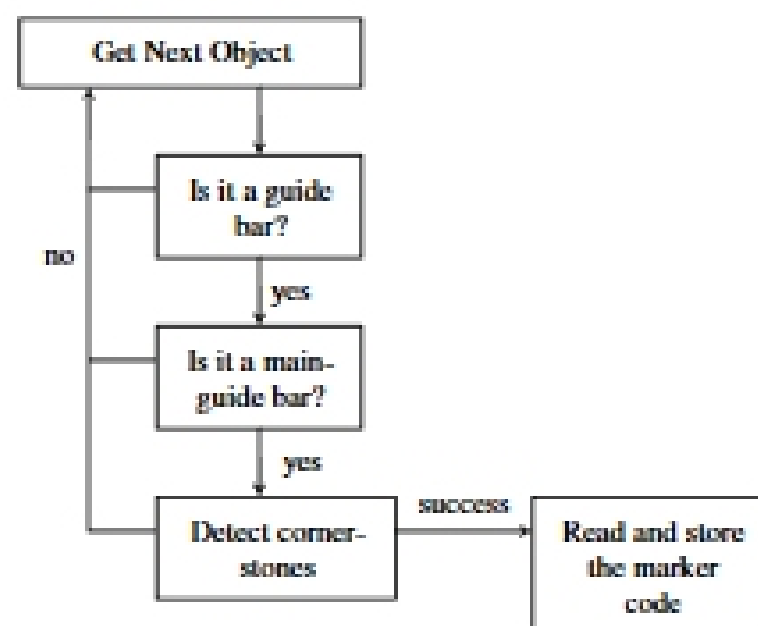 Get Next Object
Is it a guide
bar?
no
yes
Is it a main-
guide bar?
yes
Detect corner-
stones
success
Read and store
the marker
code